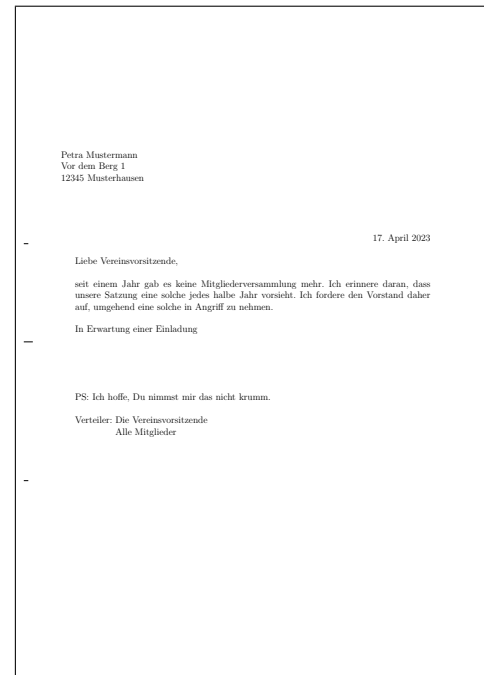 Petra Mustermann
Vor dem Berg 1
12345 Musterhausen
17. April 2023
Liebe Vereinsvorsitzende,
seit einem Jahr gab es keine Mitgliederversammlung mehr. Ich erinnere daran, dass
unsere Satzung eine solche jedes halbe Jahr vorsieht. Ich fordere den Vorstand daher
auf, umgehend eine solche in Angriff zu nehmen.
In Erwartung einer Einladung
PS: Ich hoffe, Du nimmst mir das nicht krumm.
Verteiler: Die Vereinsvorsitzende
Alle Mitglieder